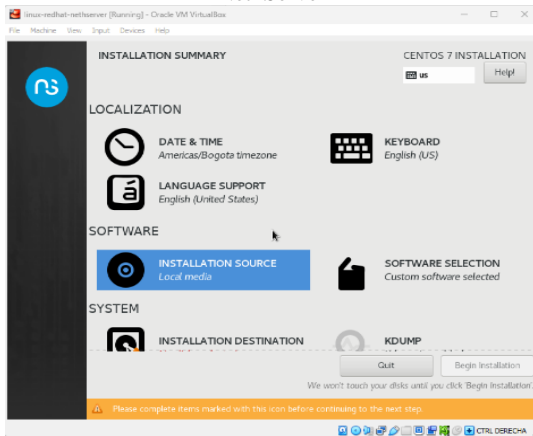 linux-redhat-nethserver [Running] - Oracle VM VirtualBox
File Machine View Input Devices Help
ns
INSTALLATION SUMMARY
CENTOS 7 INSTALLATION
us
Help!
LOCALIZATION
DATE & TIME
Americas/Bogota timezone
KEYBOARD
English (US)
á
LANGUAGE SUPPORT
English (United States)
SOFTWARE
INSTALLATION SOURCE
Local media
SOFTWARE SELECTION
Custom software selected
SYSTEM
INSTALLATION DESTINATION
KDUMP
Quit
Begin Installation
We won't touch your disks until you click 'Begin Installation'.
Please complete items marked with this icon before continuing to the next step.
CTRL DERECHA